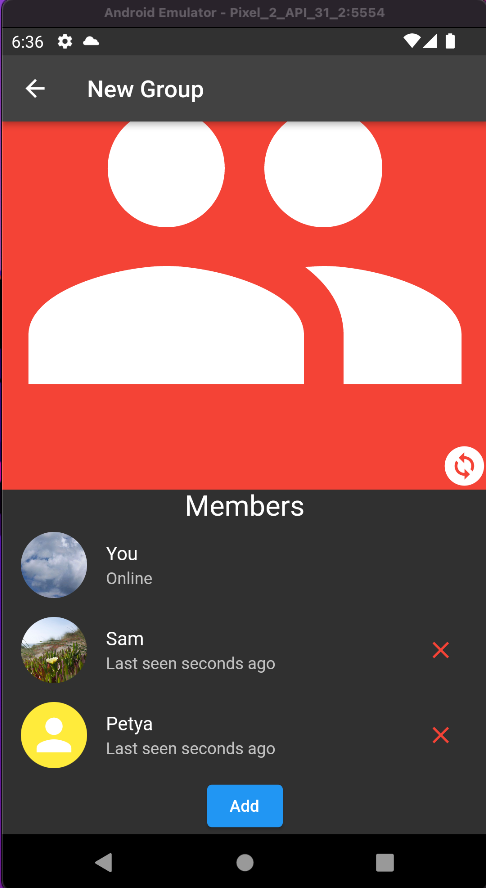 Android Emulator - Pixel_2_API_31_2:5554
6:36
New Group
Members
You
Online
Sam
Last seen seconds ago
Petya
Last seen seconds ago
Add